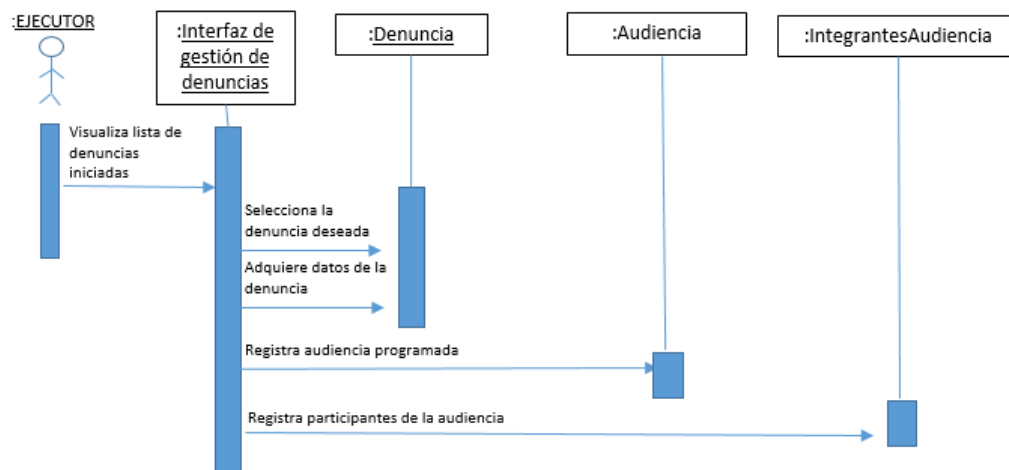 :EJECUTOR
:Interfaz de
gestión de
denuncias
:Denuncia
:Audiencia
:IntegrantesAudiencia
Visualiza lista de
denuncias
iniciadas
Selecciona la
denuncia deseada
Adquiere datos de la
denuncia
Registra audiencia programada
Registra participantes de la audiencia